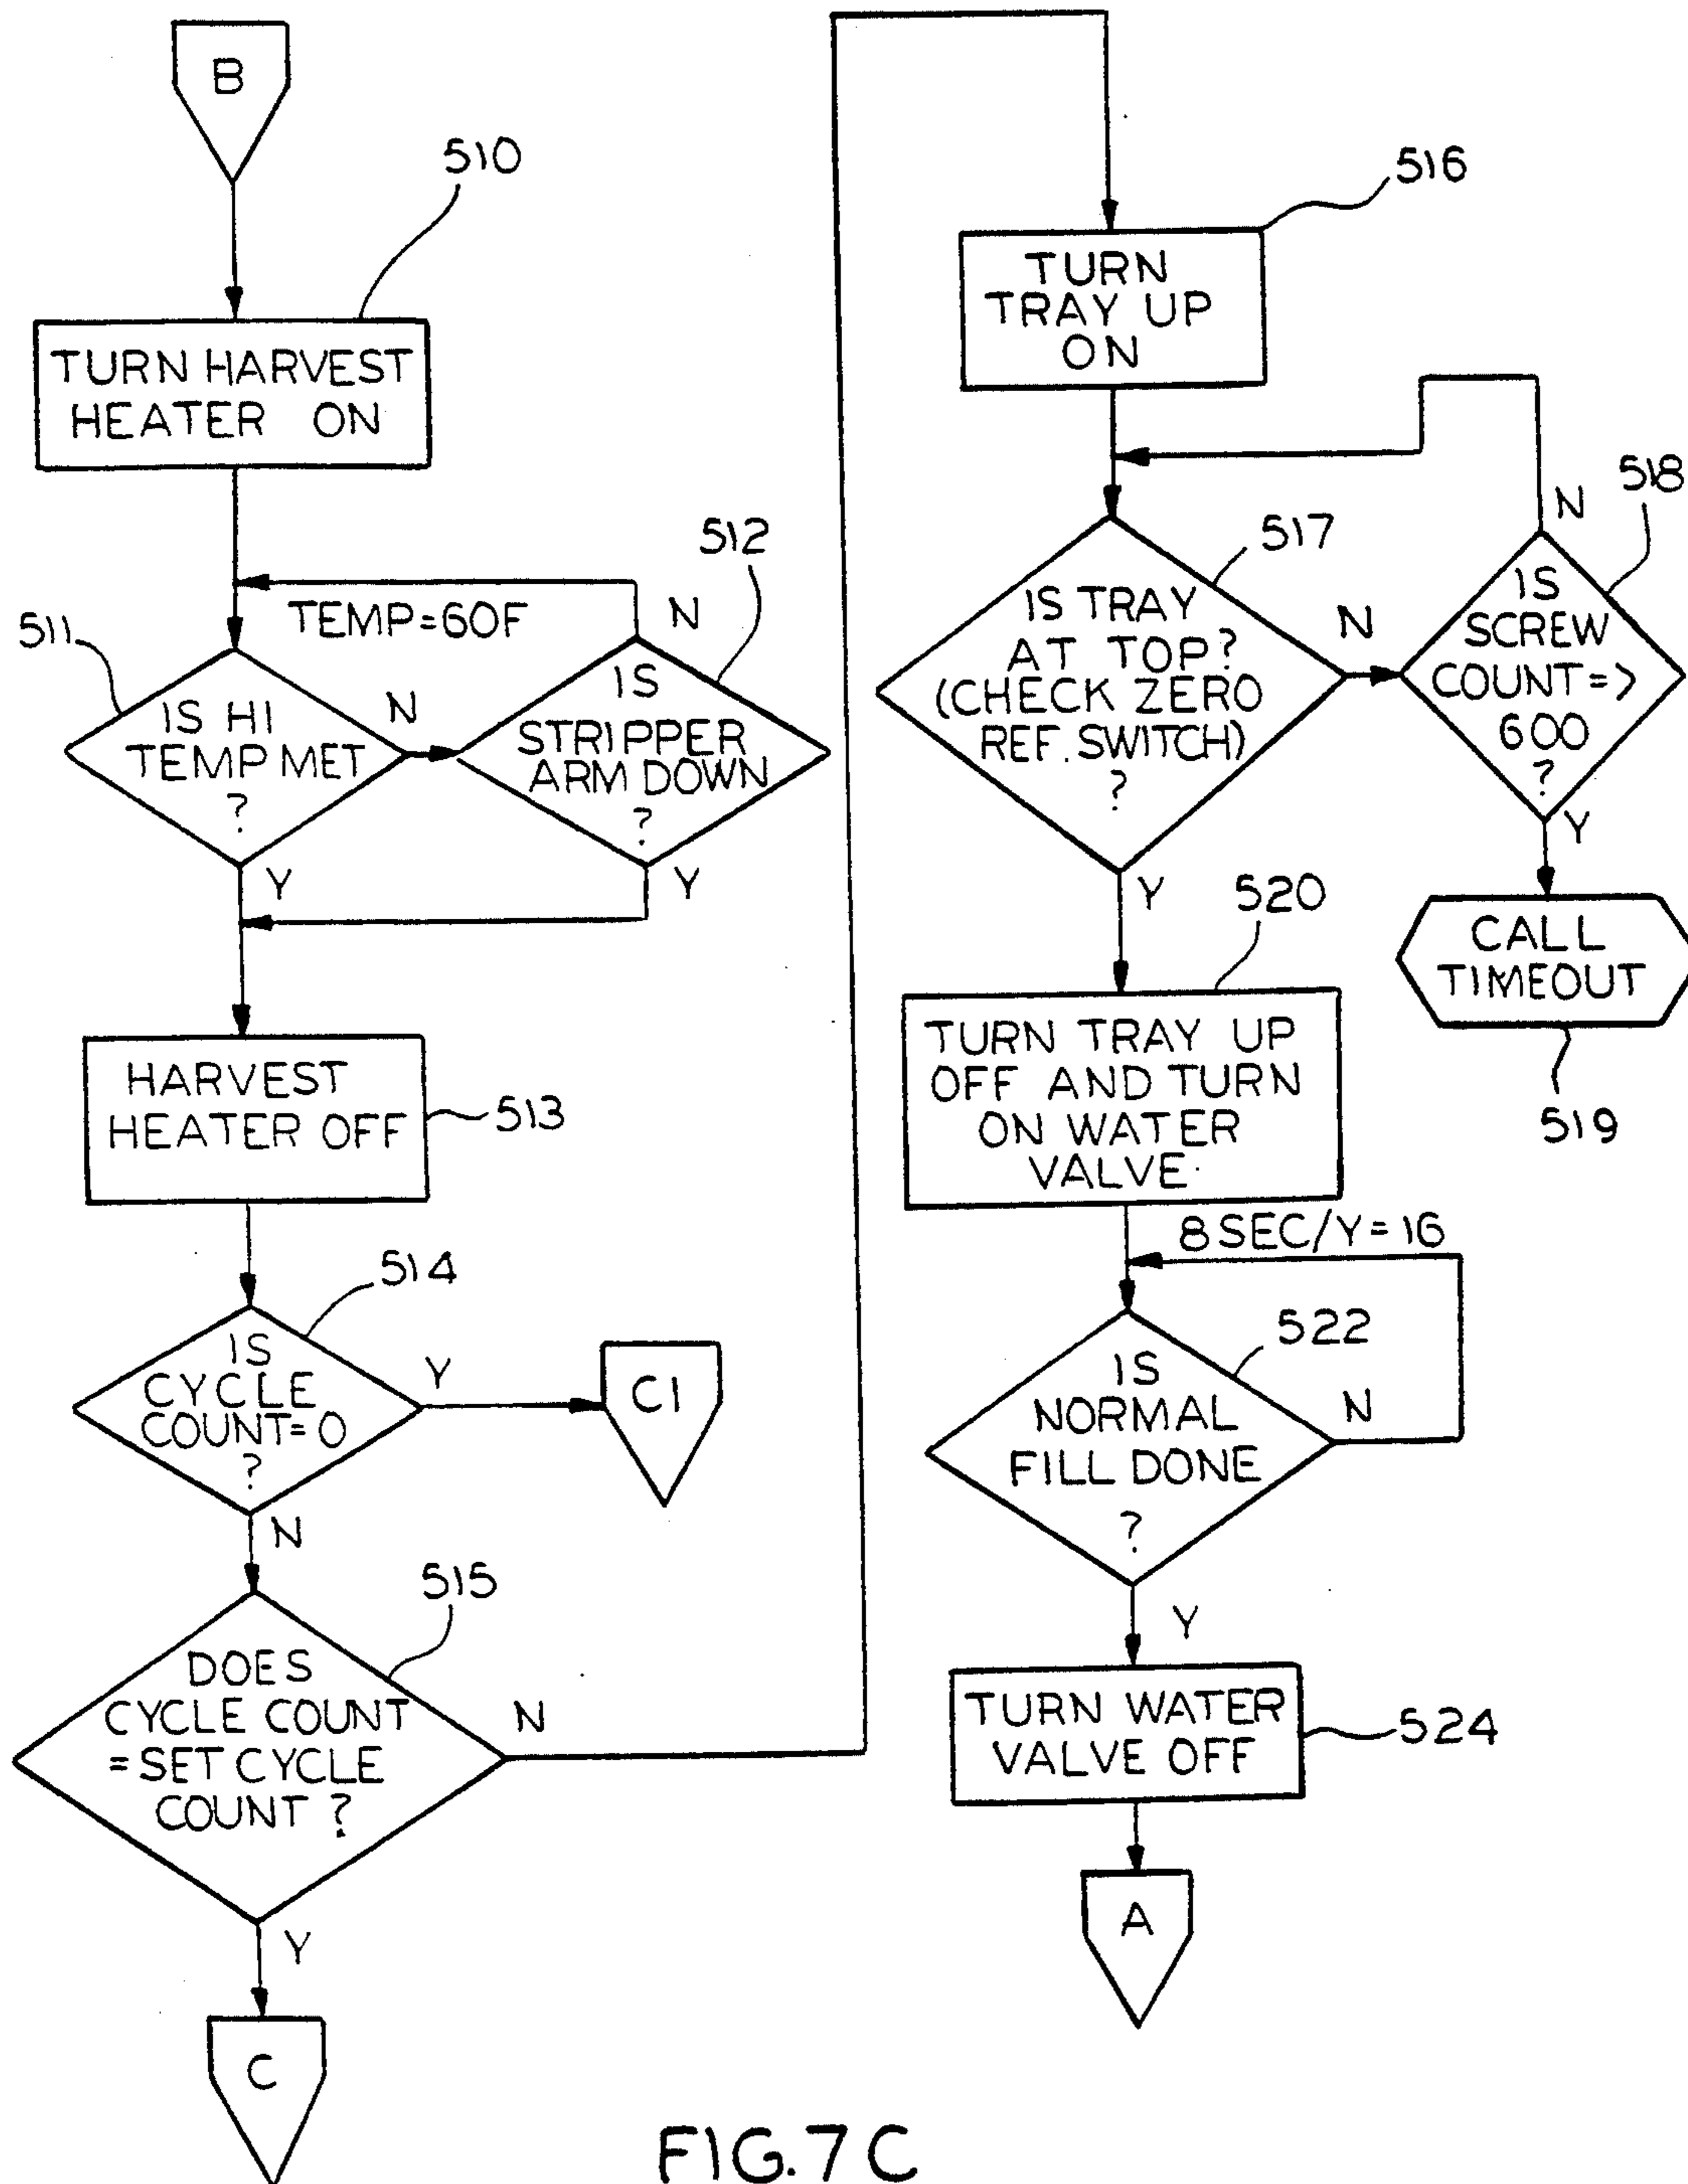 B
510
TURN HARVEST
HEATER ON
512
TEMP=60F
N
511
IS HI
TEMP MET
?
N
IS
STRIPPER
ARM DOWN
?
Y
Y
HARVEST
HEATER OFF
513
514
IS
CYCLE
COUNT=0
?
Y
C1
N
515
DOES
CYCLE COUNT
=SET CYCLE
COUNT ?
N
Y
C
516
TURN
TRAY UP
ON
517
IS TRAY
AT TOP?
(CHECK ZERO
REF. SWITCH)
?
N
518
N
IS
SCREW
COUNT=>
600
?
Y
CALL
TIMEOUT
519
Y
520
TURN TRAY UP
OFF AND TURN
ON WATER
VALVE
8 SEC/Y=16
522
IS
NORMAL
FILL DONE
?
N
Y
TURN WATER
VALVE OFF
524
A
FIG. 7C